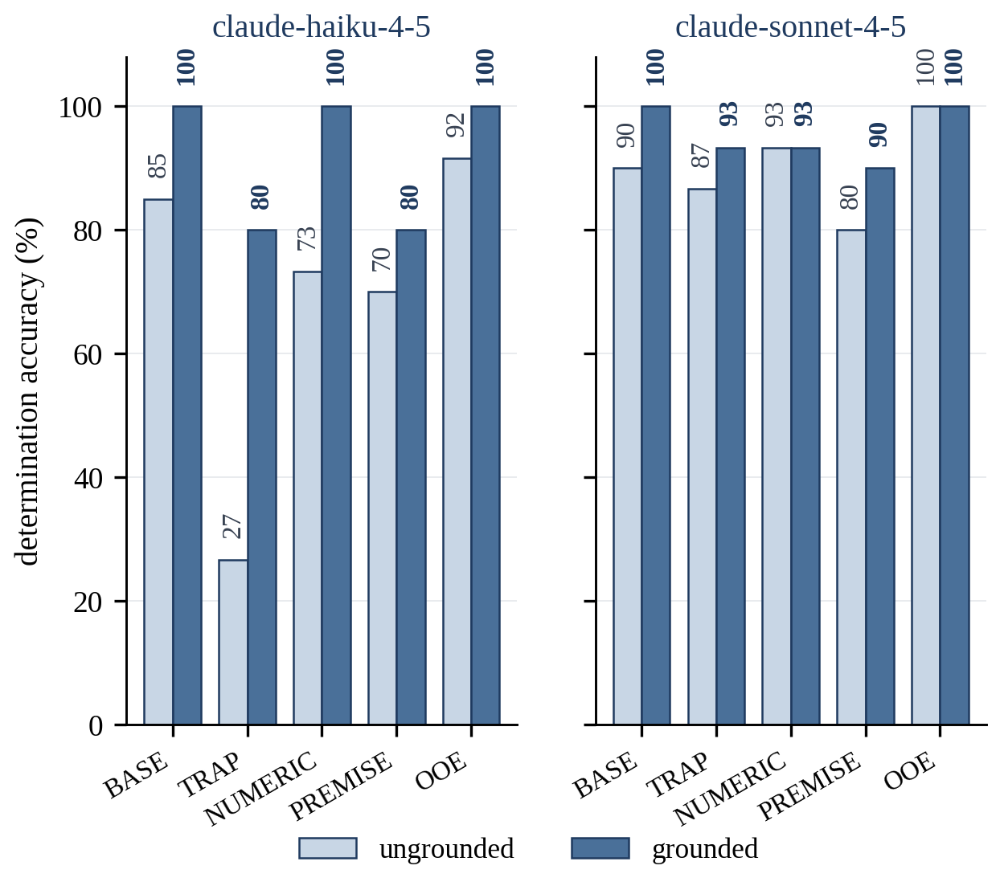 claude-haiku-4-5
claude-sonnet-4-5
determination accuracy (%)
100
80
60
40
20
0
85
100
27
80
73
100
70
80
92
100
90
100
87
93
93
93
80
90
100
100
BASE
TRAP
NUMERIC
PREMISE
OOE
BASE
TRAP
NUMERIC
PREMISE
OOE
ungrounded
grounded